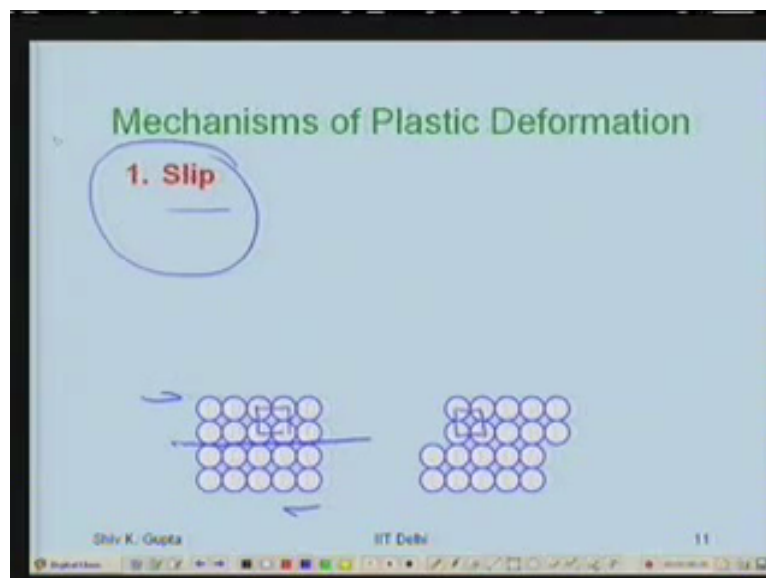 Mechanisms of Plastic Deformation
1. Slip
Shiv K. Gupta IIT Delhi 11